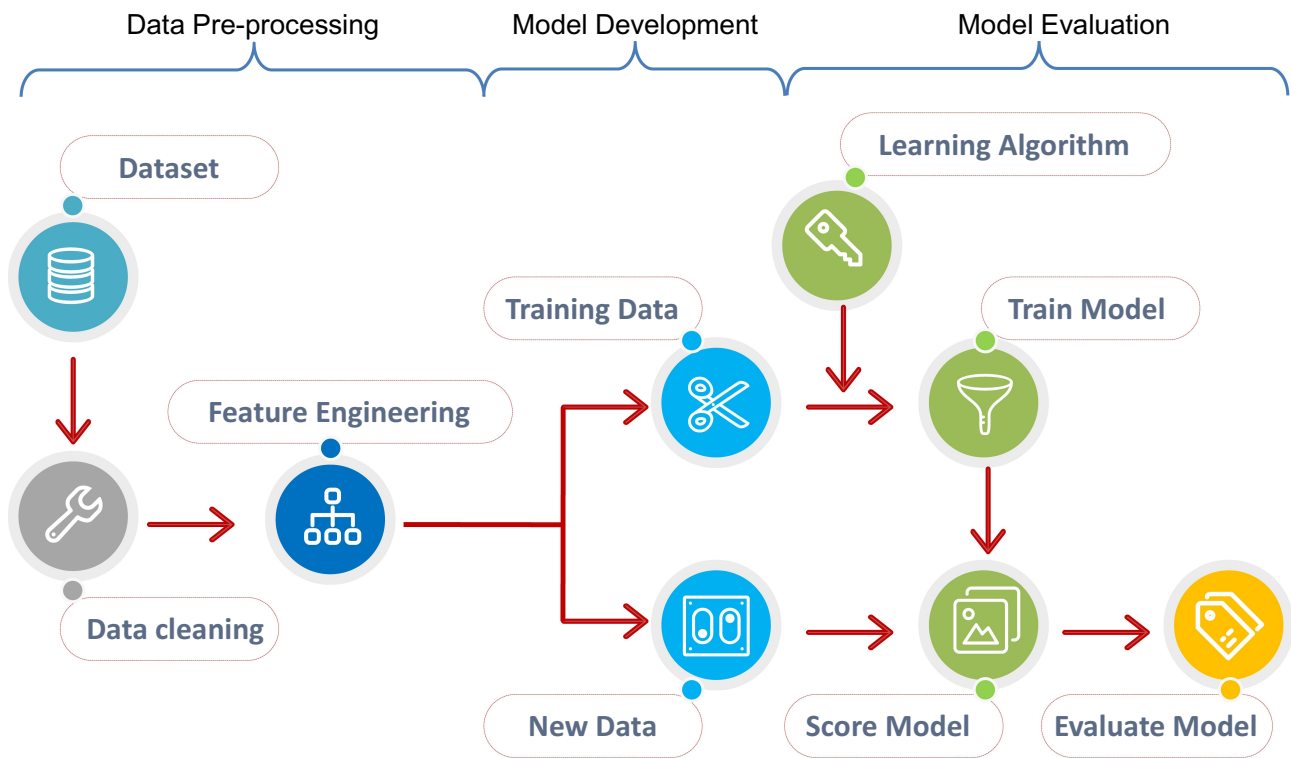 Data Pre-processing
Model Development
Model Evaluation
Learning Algorithm
Dataset
Training Data
Train Model
Feature Engineering
Data cleaning
New Data
Score Model
Evaluate Model